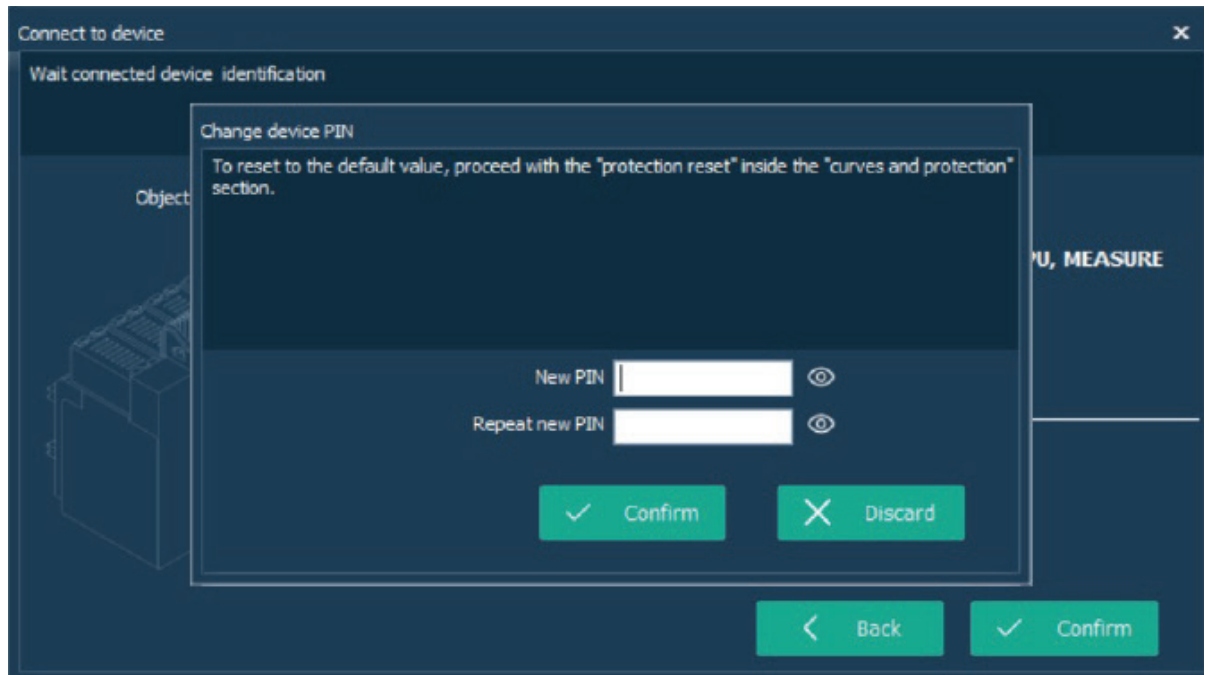 Connect to device
Wait connected device identification
Change device PIN
To reset to the default value, proceed with the "protection reset" inside the "curves and protection"
section.
Object
U, MEASURE
New PIN
Repeat new PIN
Confirm
Discard
Back
Confirm